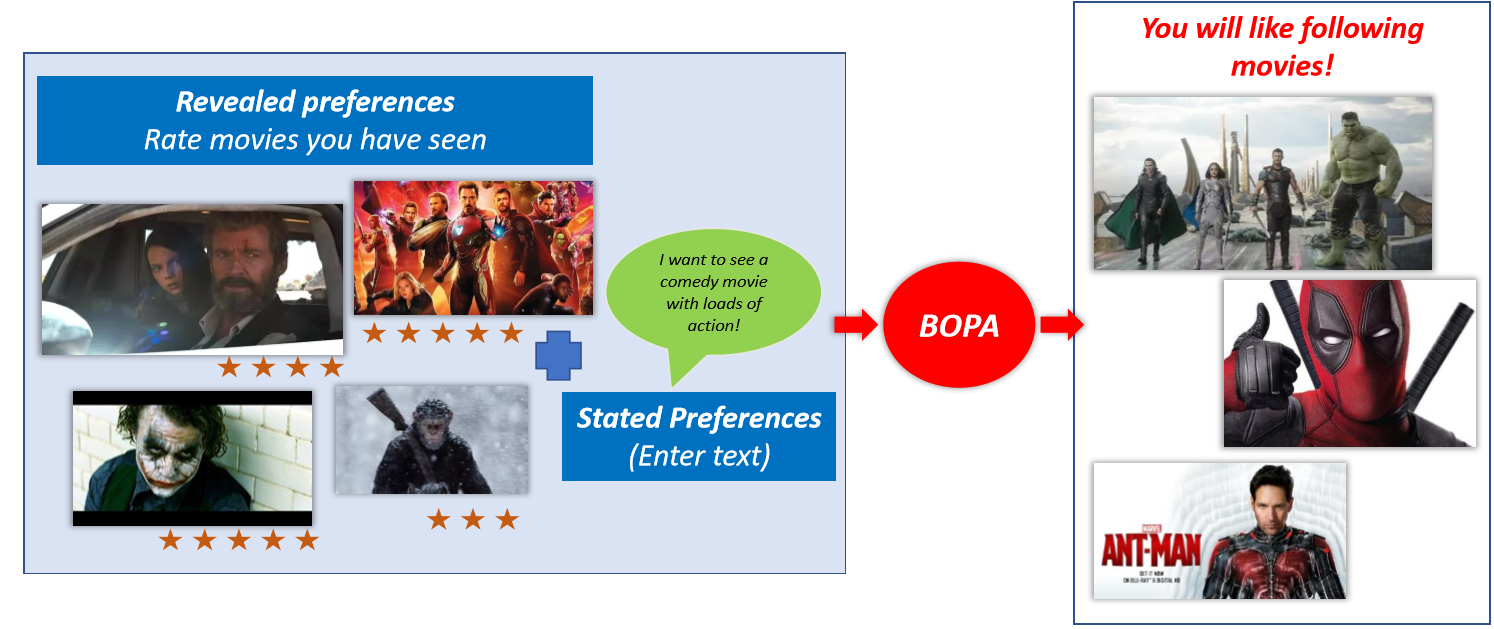 Revealed preferences
Rate movies you have seen
I want to see a
comedy movie
with loads of
action!
Stated Preferences
(Enter text)
BOPA
You will like following
movies!
MARVEL
ANT-MAN
GET IT NOW
ON BLU-RAY & DIGITAL HD